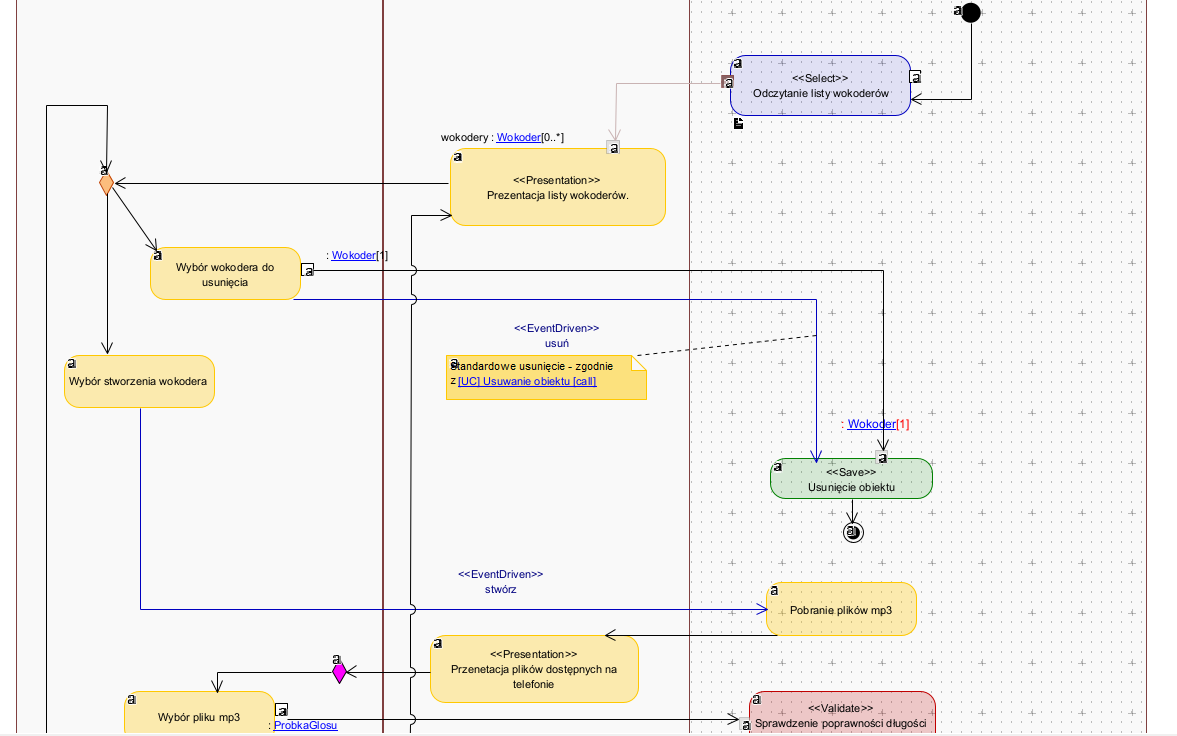 a
a
<<Select>>
a
a
Odczytanie listy wokoderów
wokodery : Wokoder[0..*]
a
a
a
<<Presentation>>
Prezentacja listy wokoderów.
a
: Wokoder[1]
Wybór wokodera do
usunięcia
a
<<EventDriven>>
usuń
a
a
Standardowe usunięcie - zgodnie
z [UC] Usuwanie obiektu [call]
Wybór stworzenia wokodera
: Wokoder[1]
a
a
<<Save>>
Usunięcie obiektu
a
<<EventDriven>>
stwórz
a
Pobranie plików mp3
a
<<Presentation>>
a
Przenetacja plików dostępnych na
telefonie
a
a
a
<<Validate>>
Wybór pliku mp3
: ProbkaGlosu
a
Sprawdzenie poprawności długości